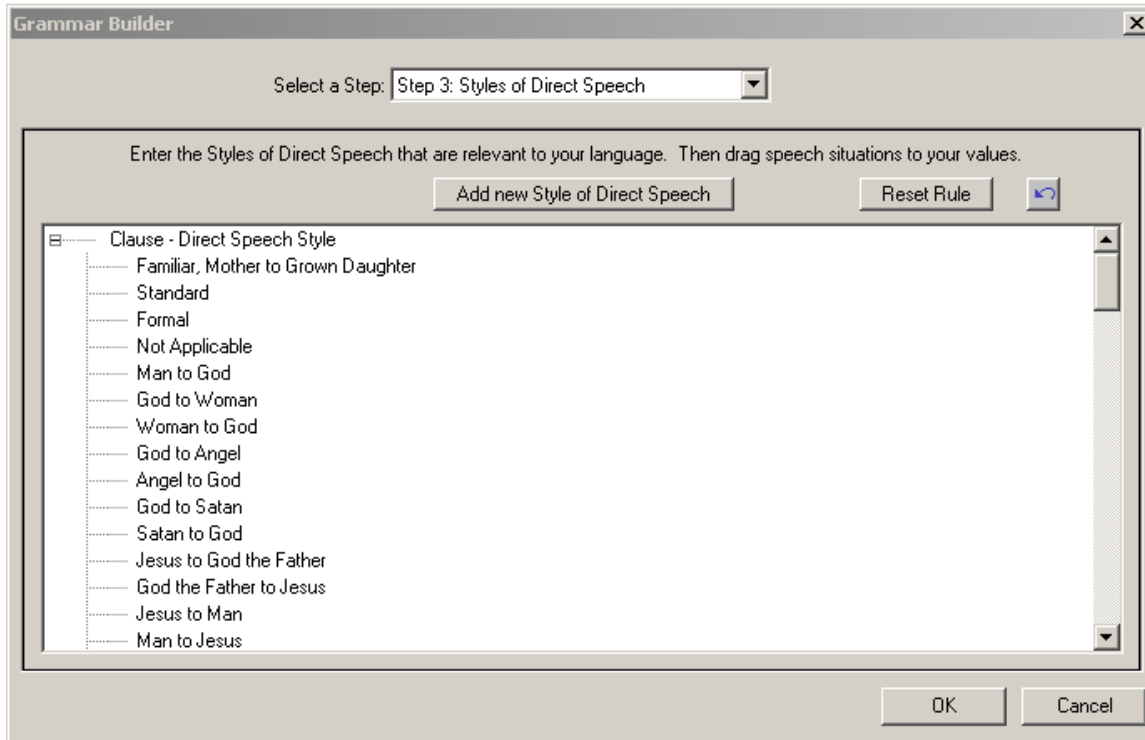 Grammar Builder
Select a Step: Step 3: Styles of Direct Speech
Enter the Styles of Direct Speech that are relevant to your language. Then drag speech situations to your values.
Add new Style of Direct Speech Reset Rule
Clause - Direct Speech Style
Familiar, Mother to Grown Daughter
Standard
Formal
Not Applicable
Man to God
God to Woman
Woman to God
God to Angel
Angel to God
God to Satan
Satan to God
Jesus to God the Father
God the Father to Jesus
Jesus to Man
Man to Jesus
OK Cancel